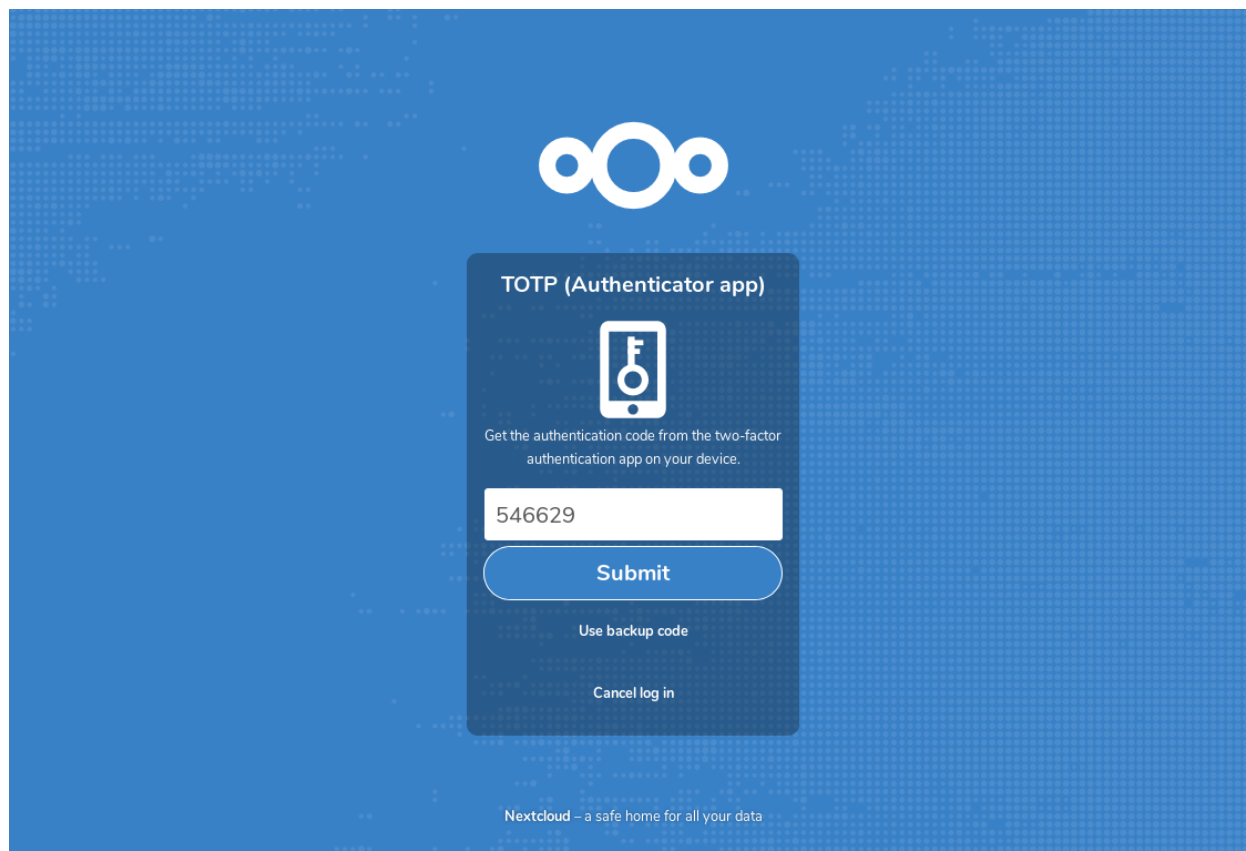 TOTP (Authenticator app)
Get the authentication code from the two-factor
authentication app on your device.
546629
Submit
Use backup code
Cancel log in
Nextcloud – a safe home for all your data